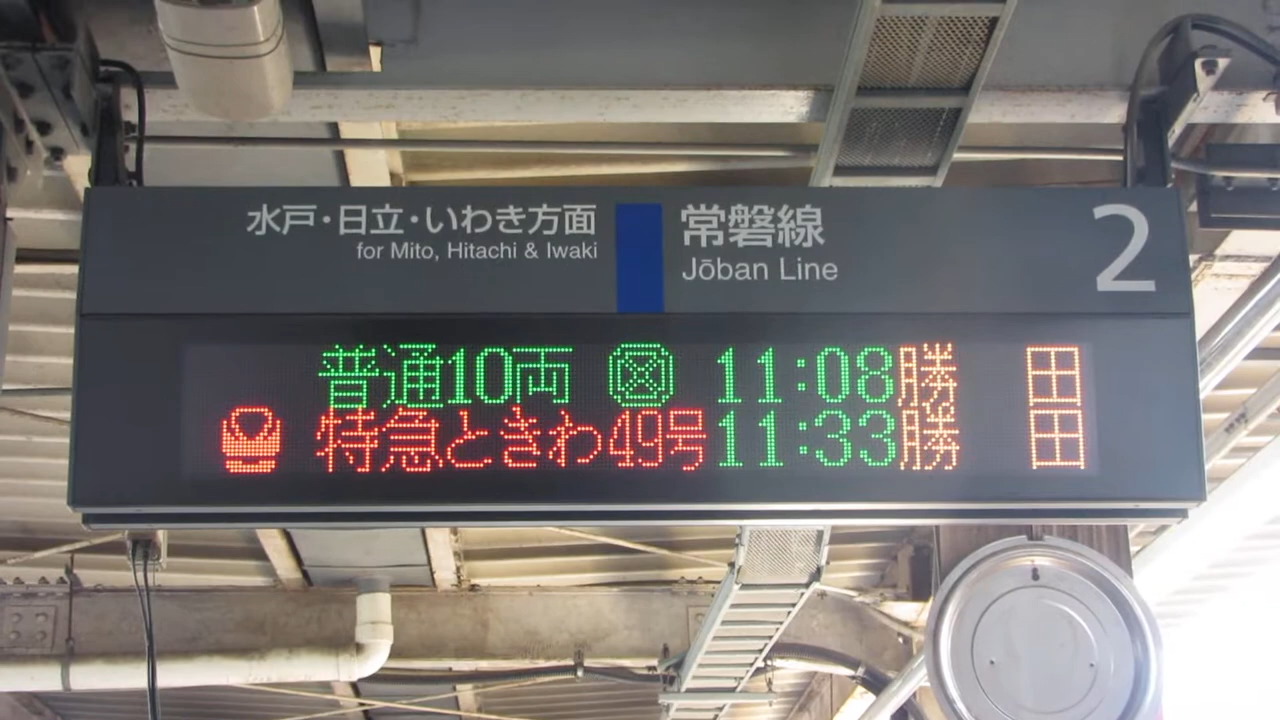 水戸・日立・いわき方面
for Mito, Hitachi & Iwaki
常磐線
Jōban Line
2
普通10両 11:08勝 田
特急ときわ49号11:33勝 田